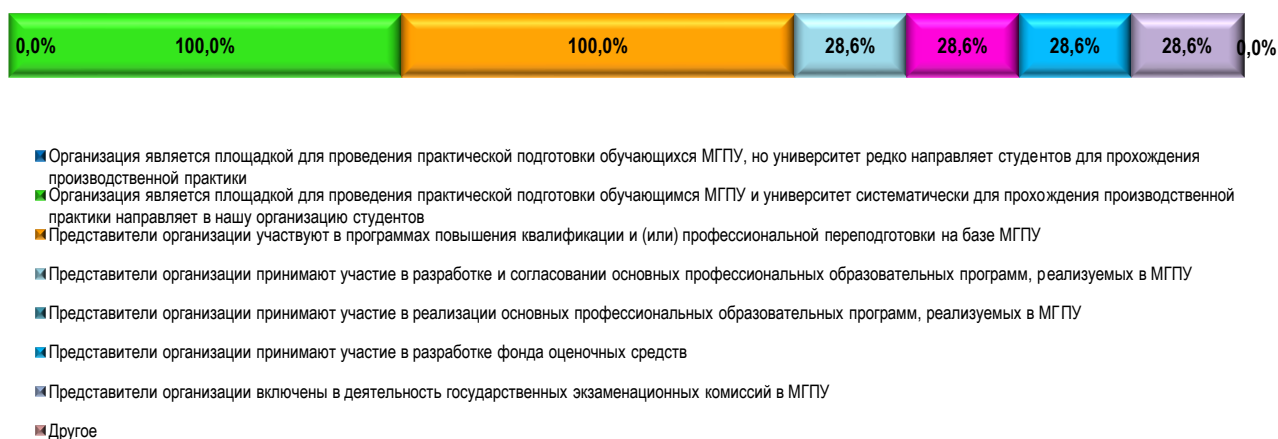 0,0% 100,0% 100,0% 28,6% 28,6% 28,6% 28,6% 0,0%
Организация является площадкой для проведения практической подготовки обучающихся МГПУ, но университет редко направляет студентов для прохождения
производственной практики
Организация является площадкой для проведения практической подготовки обучающимся МГПУ и университет систематически для прохождения производственной
практики направляет в нашу организацию студентов
Представители организации участвуют в программах повышения квалификации и (или) профессиональной переподготовки на базе МГПУ
Представители организации принимают участие в разработке и согласовании основных профессиональных образовательных программ, реализуемых в МГПУ
Представители организации принимают участие в реализации основных профессиональных образовательных программ, реализуемых в МГПУ
Представители организации принимают участие в разработке фонда оценочных средств
Представители организации включены в деятельность государственных экзаменационных комиссий в МГПУ
Другое